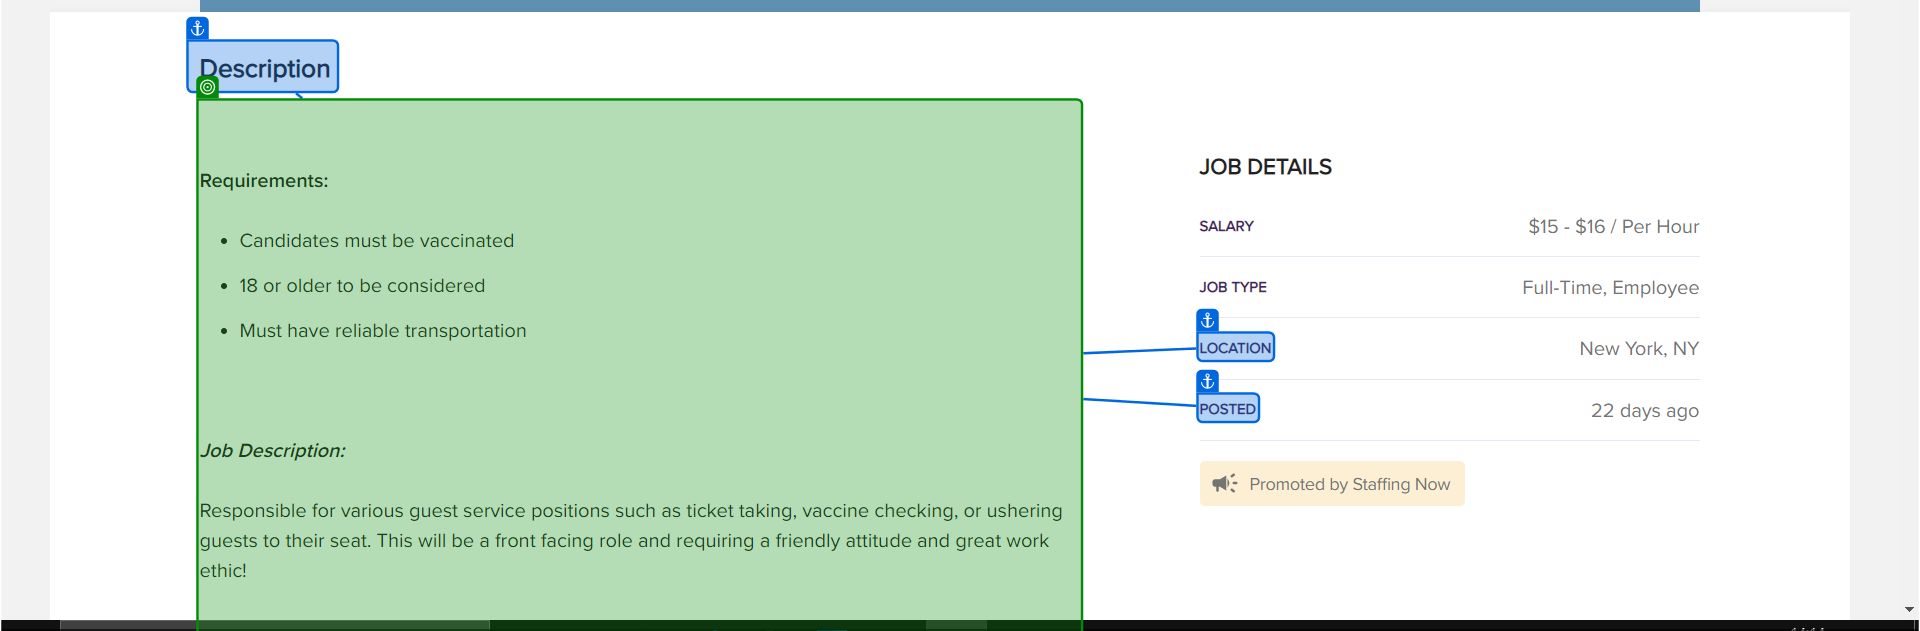 Description
Requirements:
• Candidates must be vaccinated
• 18 or older to be considered
• Must have reliable transportation
Job Description:
Responsible for various guest service positions such as ticket taking, vaccine checking, or ushering
guests to their seat. This will be a front facing role and requiring a friendly attitude and great work
ethic!
JOB DETAILS
SALARY $15 - $16 / Per Hour
JOB TYPE Full-Time, Employee
LOCATION New York, NY
POSTED 22 days ago
Promoted by Staffing Now